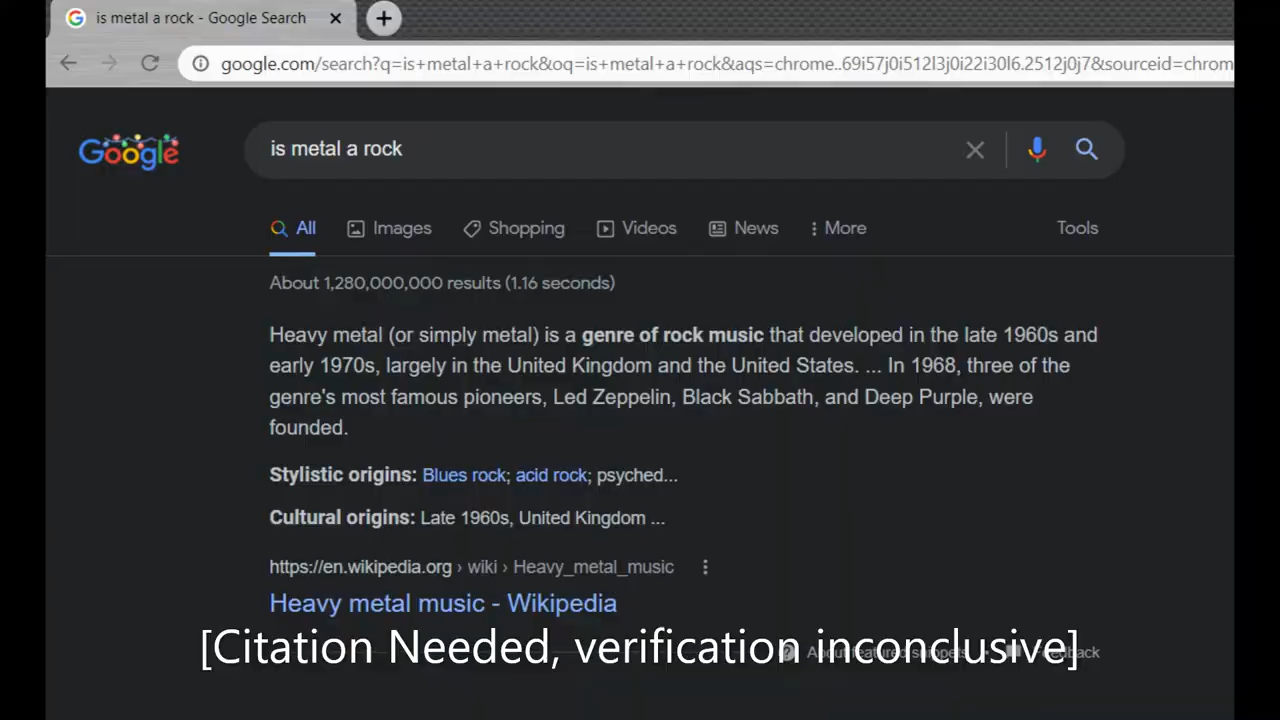 is metal a rock - Google Search
google.com/search?q=is+metal+a+rock&oq=is+metal+a+rock&aqs=chrome..69i57j0i512l3j0i22i30l6.2512j0j7&sourceid=chrom
Google
is metal a rock
All Images Shopping Videos News More Tools
About 1,280,000,000 results (1.16 seconds)
Heavy metal (or simply metal) is a genre of rock music that developed in the late 1960s and
early 1970s, largely in the United Kingdom and the United States. ... In 1968, three of the
genre's most famous pioneers, Led Zeppelin, Black Sabbath, and Deep Purple, were
founded.
Stylistic origins: Blues rock; acid rock; psyched...
Cultural origins: Late 1960s, United Kingdom ...
https://en.wikipedia.org › wiki › Heavy_metal_music
Heavy metal music - Wikipedia
[Citation Needed, verification inconclusive]
About featured snippets Feedback